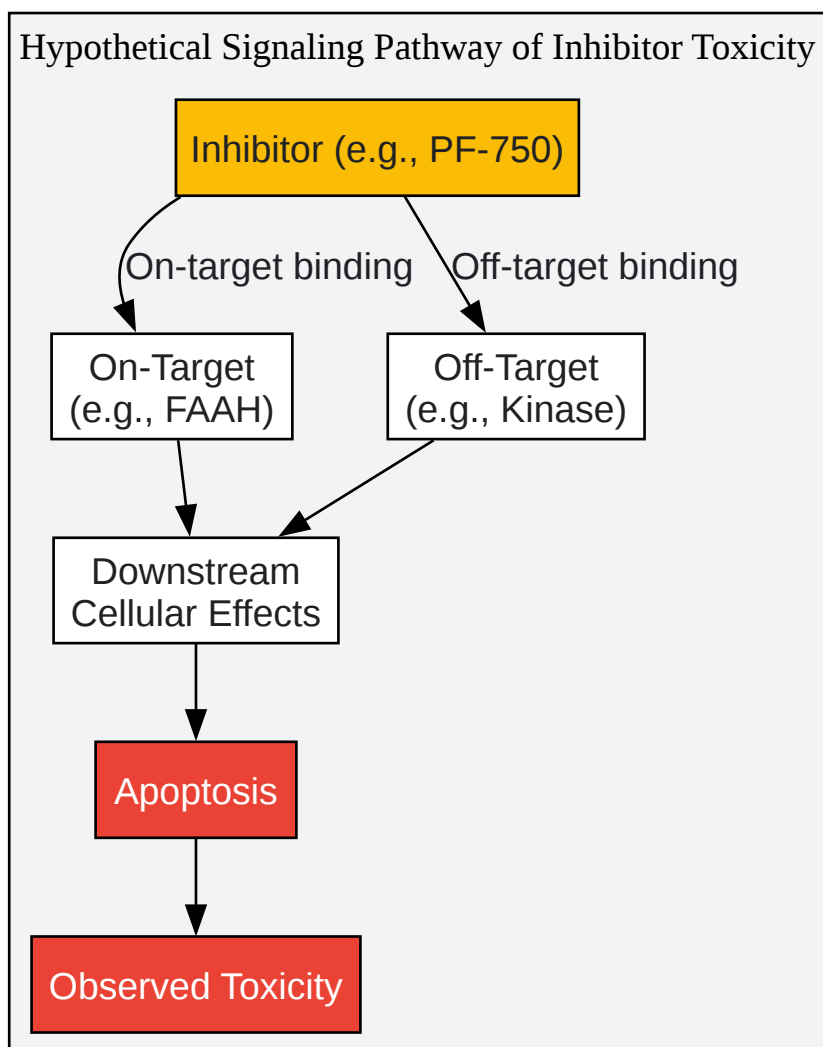 Hypothetical Signaling Pathway of Inhibitor Toxicity
Inhibitor (e.g., PF-750)
On-target binding
Off-target binding
On-Target
(e.g., FAAH)
Off-Target
(e.g., Kinase)
Downstream
Cellular Effects
Apoptosis
Observed Toxicity